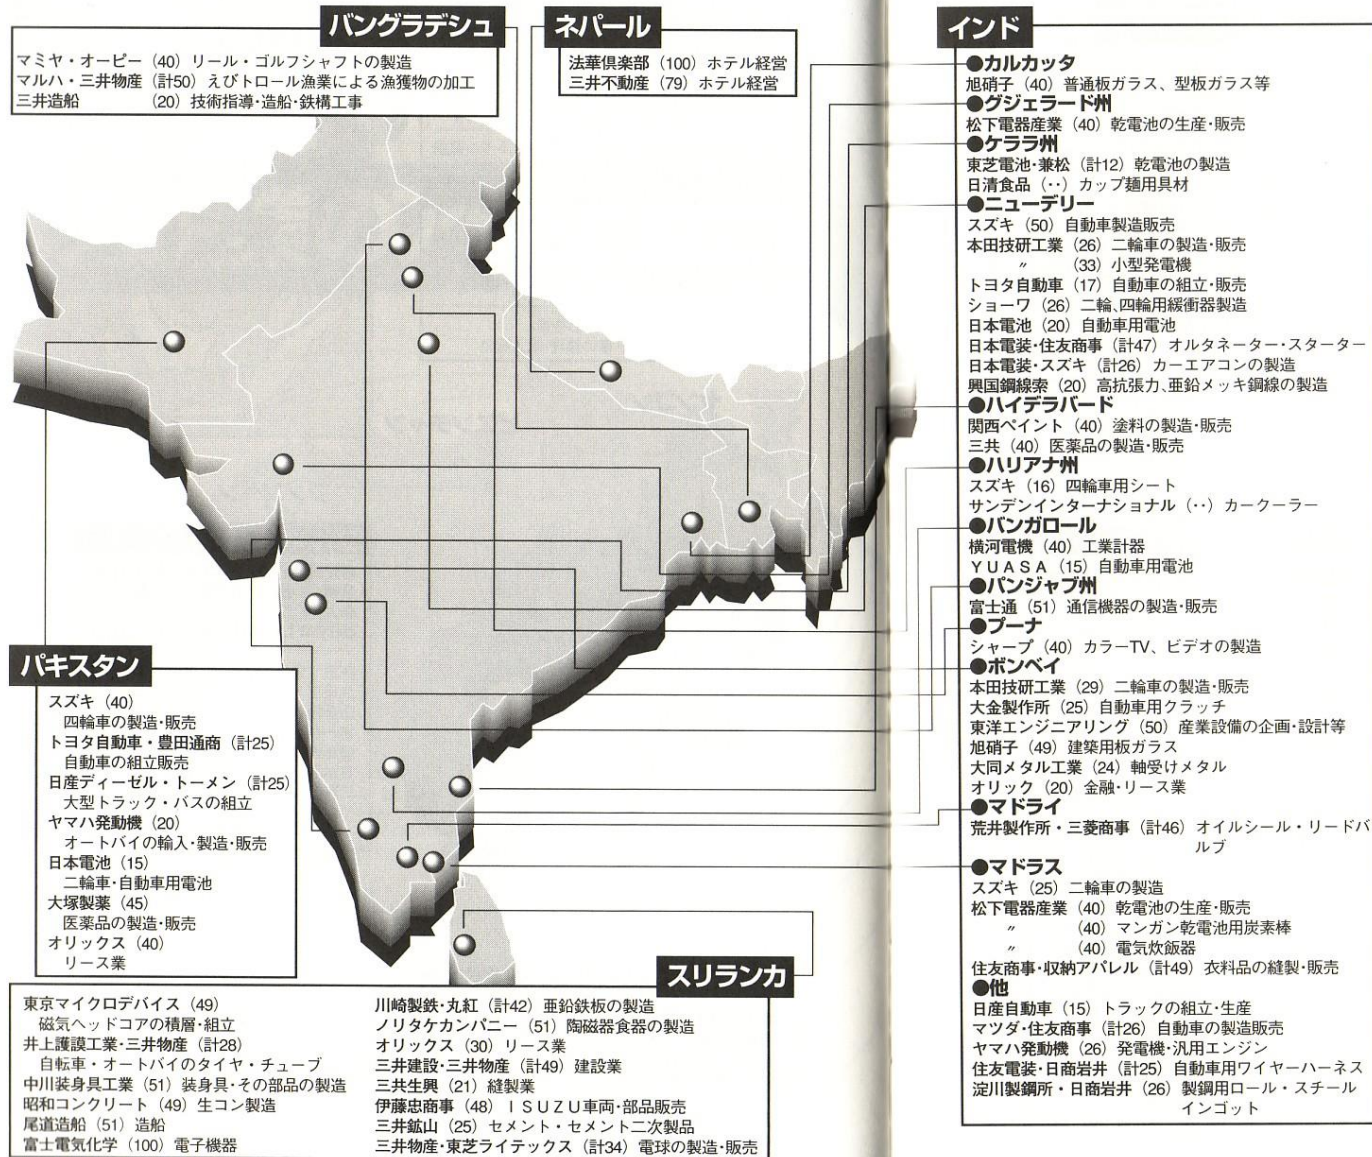 バングラデシュ
マミヤ・オーピー (40) リール・ゴルフシャフトの製造
マルハ・三井物産 (計50) えびトロール漁業による漁獲物の加工
三井造船 (20) 技術指導・造船・鉄構工事
ネパール
法華倶楽部 (100) ホテル経営
三井不動産 (79) ホテル経営
インド
●カルカッタ
旭硝子 (40) 普通板ガラス、型板ガラス等
●グジェラード州
松下電器産業 (40) 乾電池の生産・販売
●ケララ州
東芝電池・兼松 (計12) 乾電池の製造
日清食品 (‥) カップ麺用具材
●ニューデリー
スズキ (50) 自動車製造販売
本田技研工業 (26) 二輪車の製造・販売
〃 (33) 小型発電機
トヨタ自動車 (17) 自動車の組立・販売
ショーワ (26) 二輪、四輪用緩衝器製造
日本電池 (20) 自動車用電池
日本電装・住友商事 (計47) オルタネーター・スターター
日本電装・スズキ (計26) カーエアコンの製造
興国鋼線索 (20) 高抗張力、亜鉛メッキ鋼線の製造
●ハイデラバード
関西ペイント (40) 塗料の製造・販売
三共 (40) 医薬品の製造・販売
●ハリアナ州
スズキ (16) 四輪車用シート
サンデンインターナショナル (‥) カークーラー
●バンガロール
横河電機 (40) 工業計器
YUASA (15) 自動車用電池
●パンジャブ州
富士通 (51) 通信機器の製造・販売
●プーナ
シャープ (40) カラーTV、ビデオの製造
●ボンベイ
本田技研工業 (29) 二輪車の製造・販売
大金製作所 (25) 自動車用クラッチ
東洋エンジニアリング (50) 産業設備の企画・設計等
旭硝子 (49) 建築用板ガラス
大同メタル工業 (24) 軸受けメタル
オリック (20) 金融・リース業
●マドライ
荒井製作所・三菱商事 (計46) オイルシール・リードバ
ルブ
●マドラス
スズキ (25) 二輪車の製造
松下電器産業 (40) 乾電池の生産・販売
〃 (40) マンガン乾電池用炭素棒
〃 (40) 電気炊飯器
住友商事・収納アパレル (計49) 衣料品の縫製・販売
●他
日産自動車 (15) トラックの組立・生産
マツダ・住友商事 (計26) 自動車の製造販売
ヤマハ発動機 (26) 発電機・汎用エンジン
住友電装・日商岩井 (計25) 自動車用ワイヤーハーネス
淀川製鋼所・日商岩井 (26) 製鋼用ロール・スチール
インゴット
パキスタン
スズキ (40)
四輪車の製造・販売
トヨタ自動車・豊田通商 (計25)
自動車の組立販売
日産ディーゼル・トーメン (計25)
大型トラック・バスの組立
ヤマハ発動機 (20)
オートバイの輸入・製造・販売
日本電池 (15)
二輪車・自動車用電池
大塚製薬 (45)
医薬品の製造・販売
オリックス (40)
リース業
スリランカ
東京マイクロデバイス (49)
磁気ヘッドコアの積層・組立
井上護謨工業・三井物産 (計28)
自転車・オートバイのタイヤ・チューブ
中川装身具工業 (51) 装身具・その部品の製造
昭和コンクリート (49) 生コン製造
尾道造船 (51) 造船
富士電気化学 (100) 電子機器
川崎製鉄・丸紅 (計42) 亜鉛鉄板の製造
ノリタケカンパニー (51) 陶磁器食器の製造
オリックス (30) リース業
三井建設・三井物産 (計49) 建設業
三共生興 (21) 縫製業
伊藤忠商事 (48) ISUZU車両・部品販売
三井鉱山 (25) セメント・セメント二次製品
三井物産・東芝ライテックス (計34) 電球の製造・販売